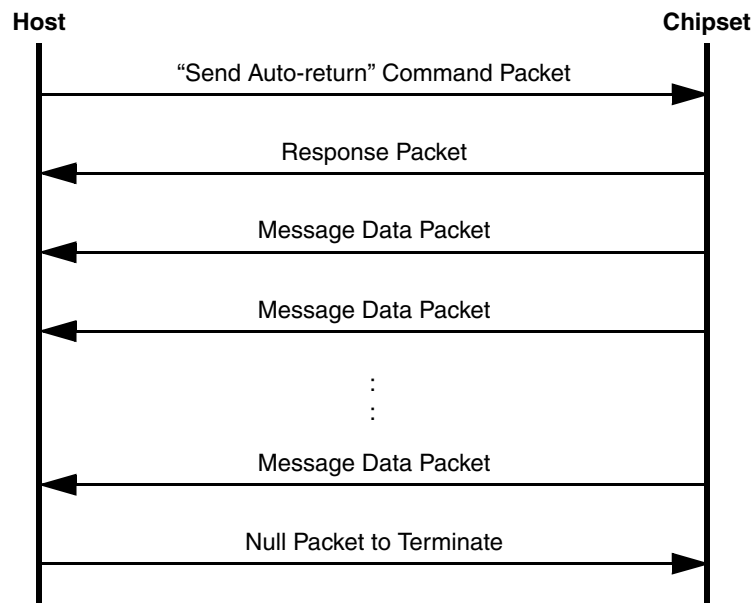 Host Chipset
“Send Auto-return” Command Packet
Response Packet
Message Data Packet
Message Data Packet
:
:
Message Data Packet
Null Packet to Terminate